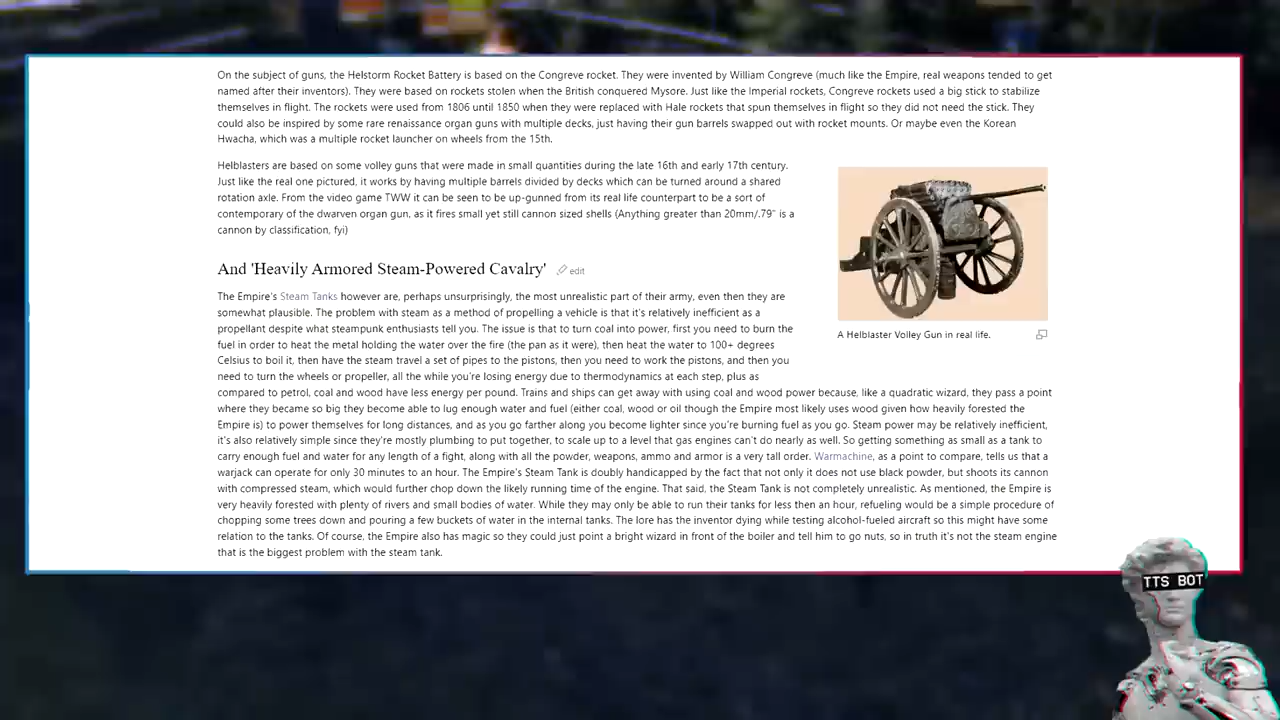 On the subject of guns, the Helstorm Rocket Battery is based on the Congreve rocket. They were invented by William Congreve (much like the Empire, real weapons tended to get
named after their inventors). They were based on rockets stolen when the British conquered Mysore. Just like the Imperial rockets, Congreve rockets used a big stick to stabilize
themselves in flight. The rockets were used from 1806 until 1850 when they were replaced with Hale rockets that spun themselves in flight so they did not need the stick. They
could also be inspired by some rare renaissance organ guns with multiple decks, just having their gun barrels swapped out with rocket mounts. Or maybe even the Korean
Hwacha, which was a multiple rocket launcher on wheels from the 15th.
Helblasters are based on some volley guns that were made in small quantities during the late 16th and early 17th century.
Just like the real one pictured, it works by having multiple barrels divided by decks which can be turned around a shared
rotation axle. From the video game TWW it can be seen to be up-gunned from its real life counterpart to be a sort of
contemporary of the dwarven organ gun, as it fires small yet still cannon sized shells (Anything greater than 20mm/.79" is a
cannon by classification, fyi)
A Helblaster Volley Gun in real life.
And 'Heavily Armored Steam-Powered Cavalry' edit
The Empire's Steam Tanks however are, perhaps unsurprisingly, the most unrealistic part of their army, even then they are
somewhat plausible. The problem with steam as a method of propelling a vehicle is that it's relatively inefficient as a
propellant despite what steampunk enthusiasts tell you. The issue is that to turn coal into power, first you need to burn the
fuel in order to heat the metal holding the water over the fire (the pan as it were), then heat the water to 100+ degrees
Celsius to boil it, then have the steam travel a set of pipes to the pistons, then you need to work the pistons, and then you
need to turn the wheels or propeller, all the while you're losing energy due to thermodynamics at each step, plus as
compared to petrol, coal and wood have less energy per pound. Trains and ships can get away with using coal and wood power because, like a quadratic wizard, they pass a point
where they became so big they become able to lug enough water and fuel (either coal, wood or oil though the Empire most likely uses wood given how heavily forested the
Empire is) to power themselves for long distances, and as you go farther along you become lighter since you're burning fuel as you go. Steam power may be relatively inefficient,
it's also relatively simple since they're mostly plumbing to put together, to scale up to a level that gas engines can't do nearly as well. So getting something as small as a tank to
carry enough fuel and water for any length of a fight, along with all the powder, weapons, ammo and armor is a very tall order. Warmachine, as a point to compare, tells us that a
warjack can operate for only 30 minutes to an hour. The Empire's Steam Tank is doubly handicapped by the fact that not only it does not use black powder, but shoots its cannon
with compressed steam, which would further chop down the likely running time of the engine. That said, the Steam Tank is not completely unrealistic. As mentioned, the Empire is
very heavily forested with plenty of rivers and small bodies of water. While they may only be able to run their tanks for less then an hour, refueling would be a simple procedure of
chopping some trees down and pouring a few buckets of water in the internal tanks. The lore has the inventor dying while testing alcohol-fueled aircraft so this might have some
relation to the tanks. Of course, the Empire also has magic so they could just point a bright wizard in front of the boiler and tell him to go nuts, so in truth it's not the steam engine
that is the biggest problem with the steam tank.
TTS BOT